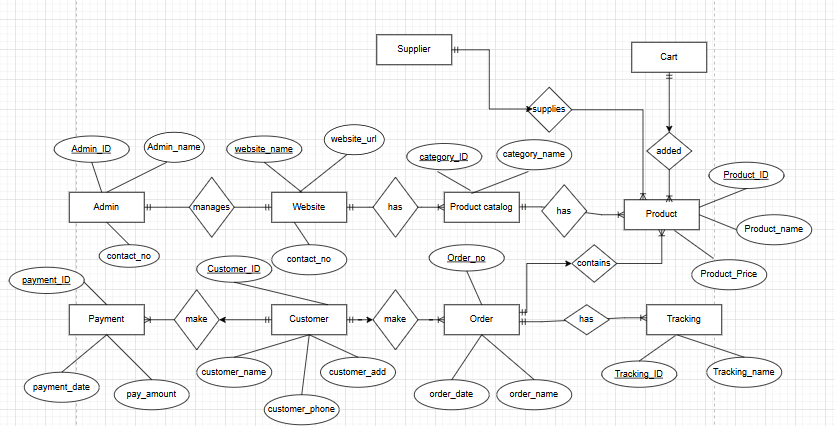 Supplier
Cart
supplies
added
Admin_ID
Admin_name
website_name
website_url
category_ID
category_name
Product_ID
Admin
manages
Website
has
Product catalog
has
Product
Product_name
contact_no
contact_no
Order_no
contains
Product_Price
payment_ID
Customer_ID
Payment
make
Customer
make
Order
has
Tracking
payment_date
pay_amount
customer_name
customer_add
customer_phone
order_date
order_name
Tracking_ID
Tracking_name